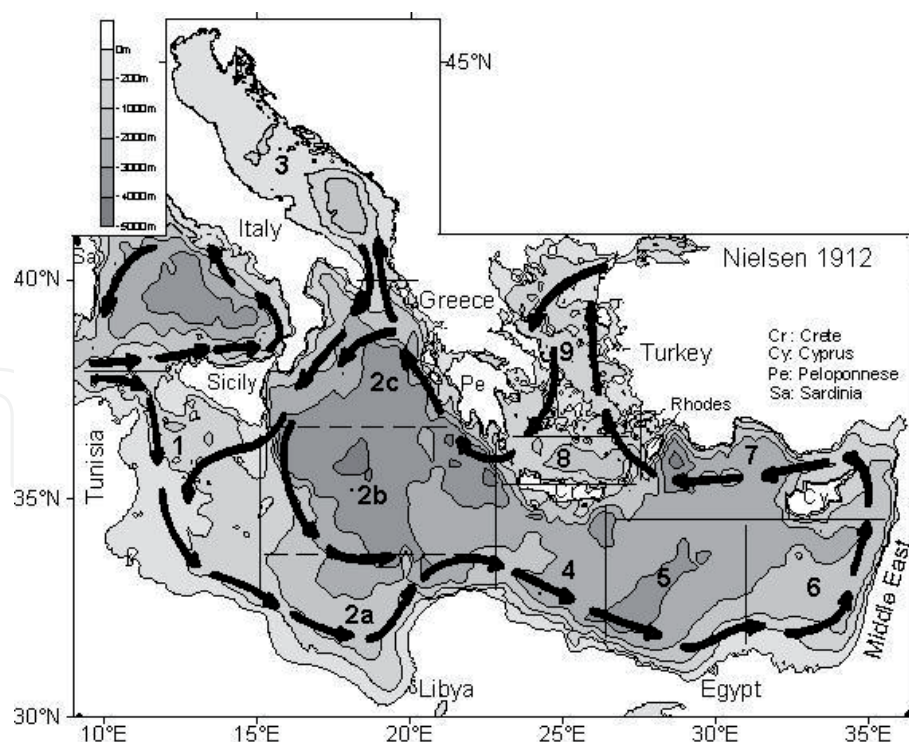 0m
-200m
-1000m
-2000m
-3000m
-4000m
-5000m
45°N
3
Italy
Sa
40°N
Nielsen 1912
Greece
Cr: Crete
Cy: Cyprus
Pe: Peloponnese
Sa: Sardinia
9
Turkey
Sicily
2c
Pe
Rhodes
Tunisia
1
8
7
35°N
2b
Cr
Cy
4
5
6
2a
Middle East
Libya
Egypt
30°N
10°E
15°E
20°E
25°E
30°E
35°E